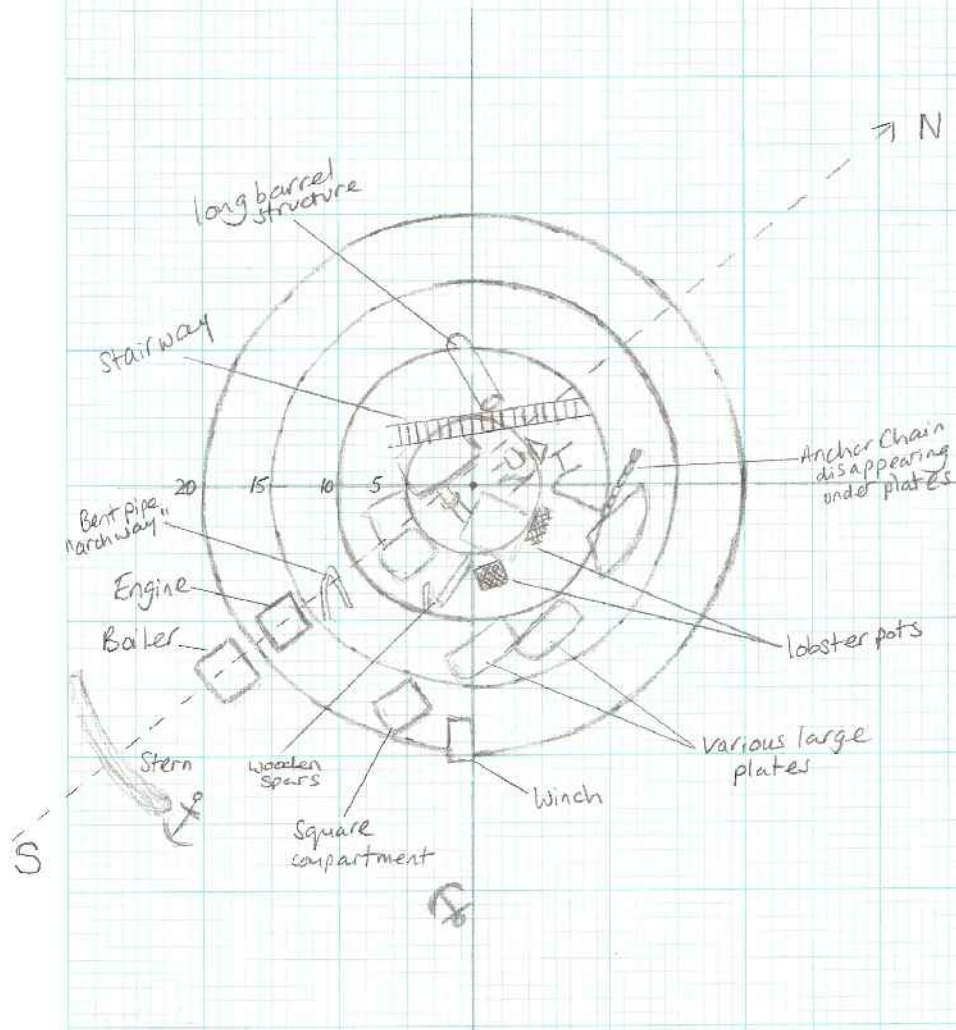 N
long barrel
structure
Stairway
Anchor Chain
disappearing
under plates
20 15 10 5
Bent pipe
"archway"
Engine
Boiler
lobster pots
Stern
wooden
spars
Various large
plates
Winch
Square
compartment
S